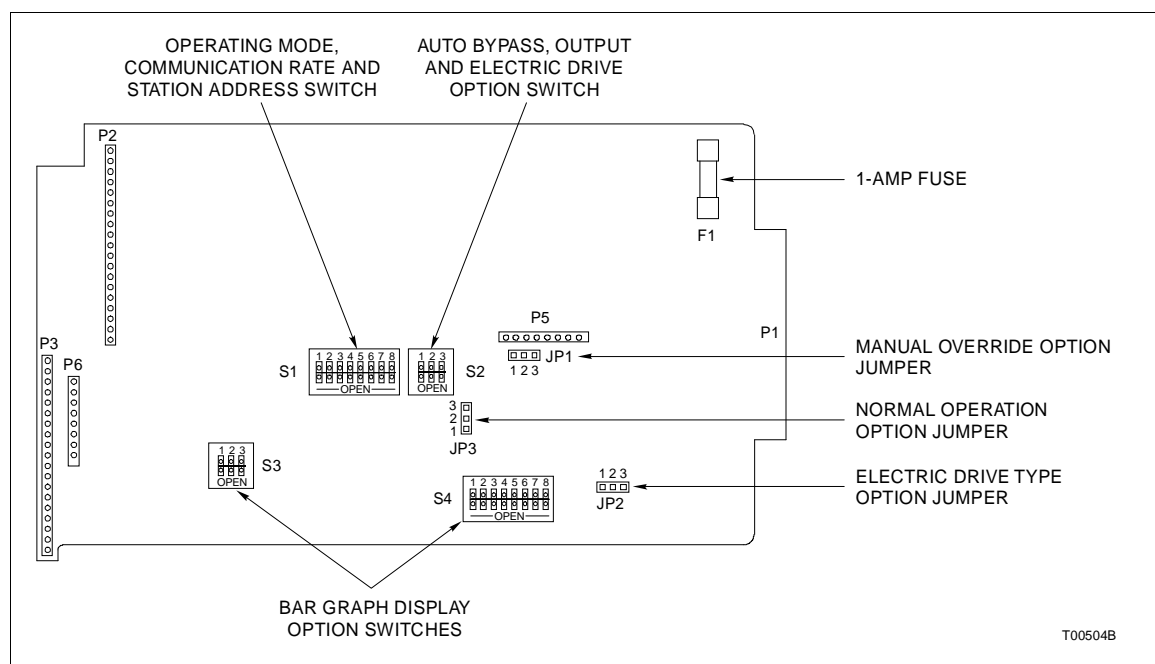 OPERATING MODE,
COMMUNICATION RATE AND
STATION ADDRESS SWITCH
AUTO BYPASS, OUTPUT
AND ELECTRIC DRIVE
OPTION SWITCH
P2
1-AMP FUSE
F1
P3
P6
P5
P1
1 2 3 4 5 6 7 8
S1
OPEN
1 2 3
S2
OPEN
JP1
1 2 3
MANUAL OVERRIDE OPTION
JUMPER
3
2
1
JP3
NORMAL OPERATION
OPTION JUMPER
1 2 3
S3
OPEN
1 2 3 4 5 6 7 8
S4
OPEN
1 2 3
JP2
ELECTRIC DRIVE TYPE
OPTION JUMPER
BAR GRAPH DISPLAY
OPTION SWITCHES
T00504B